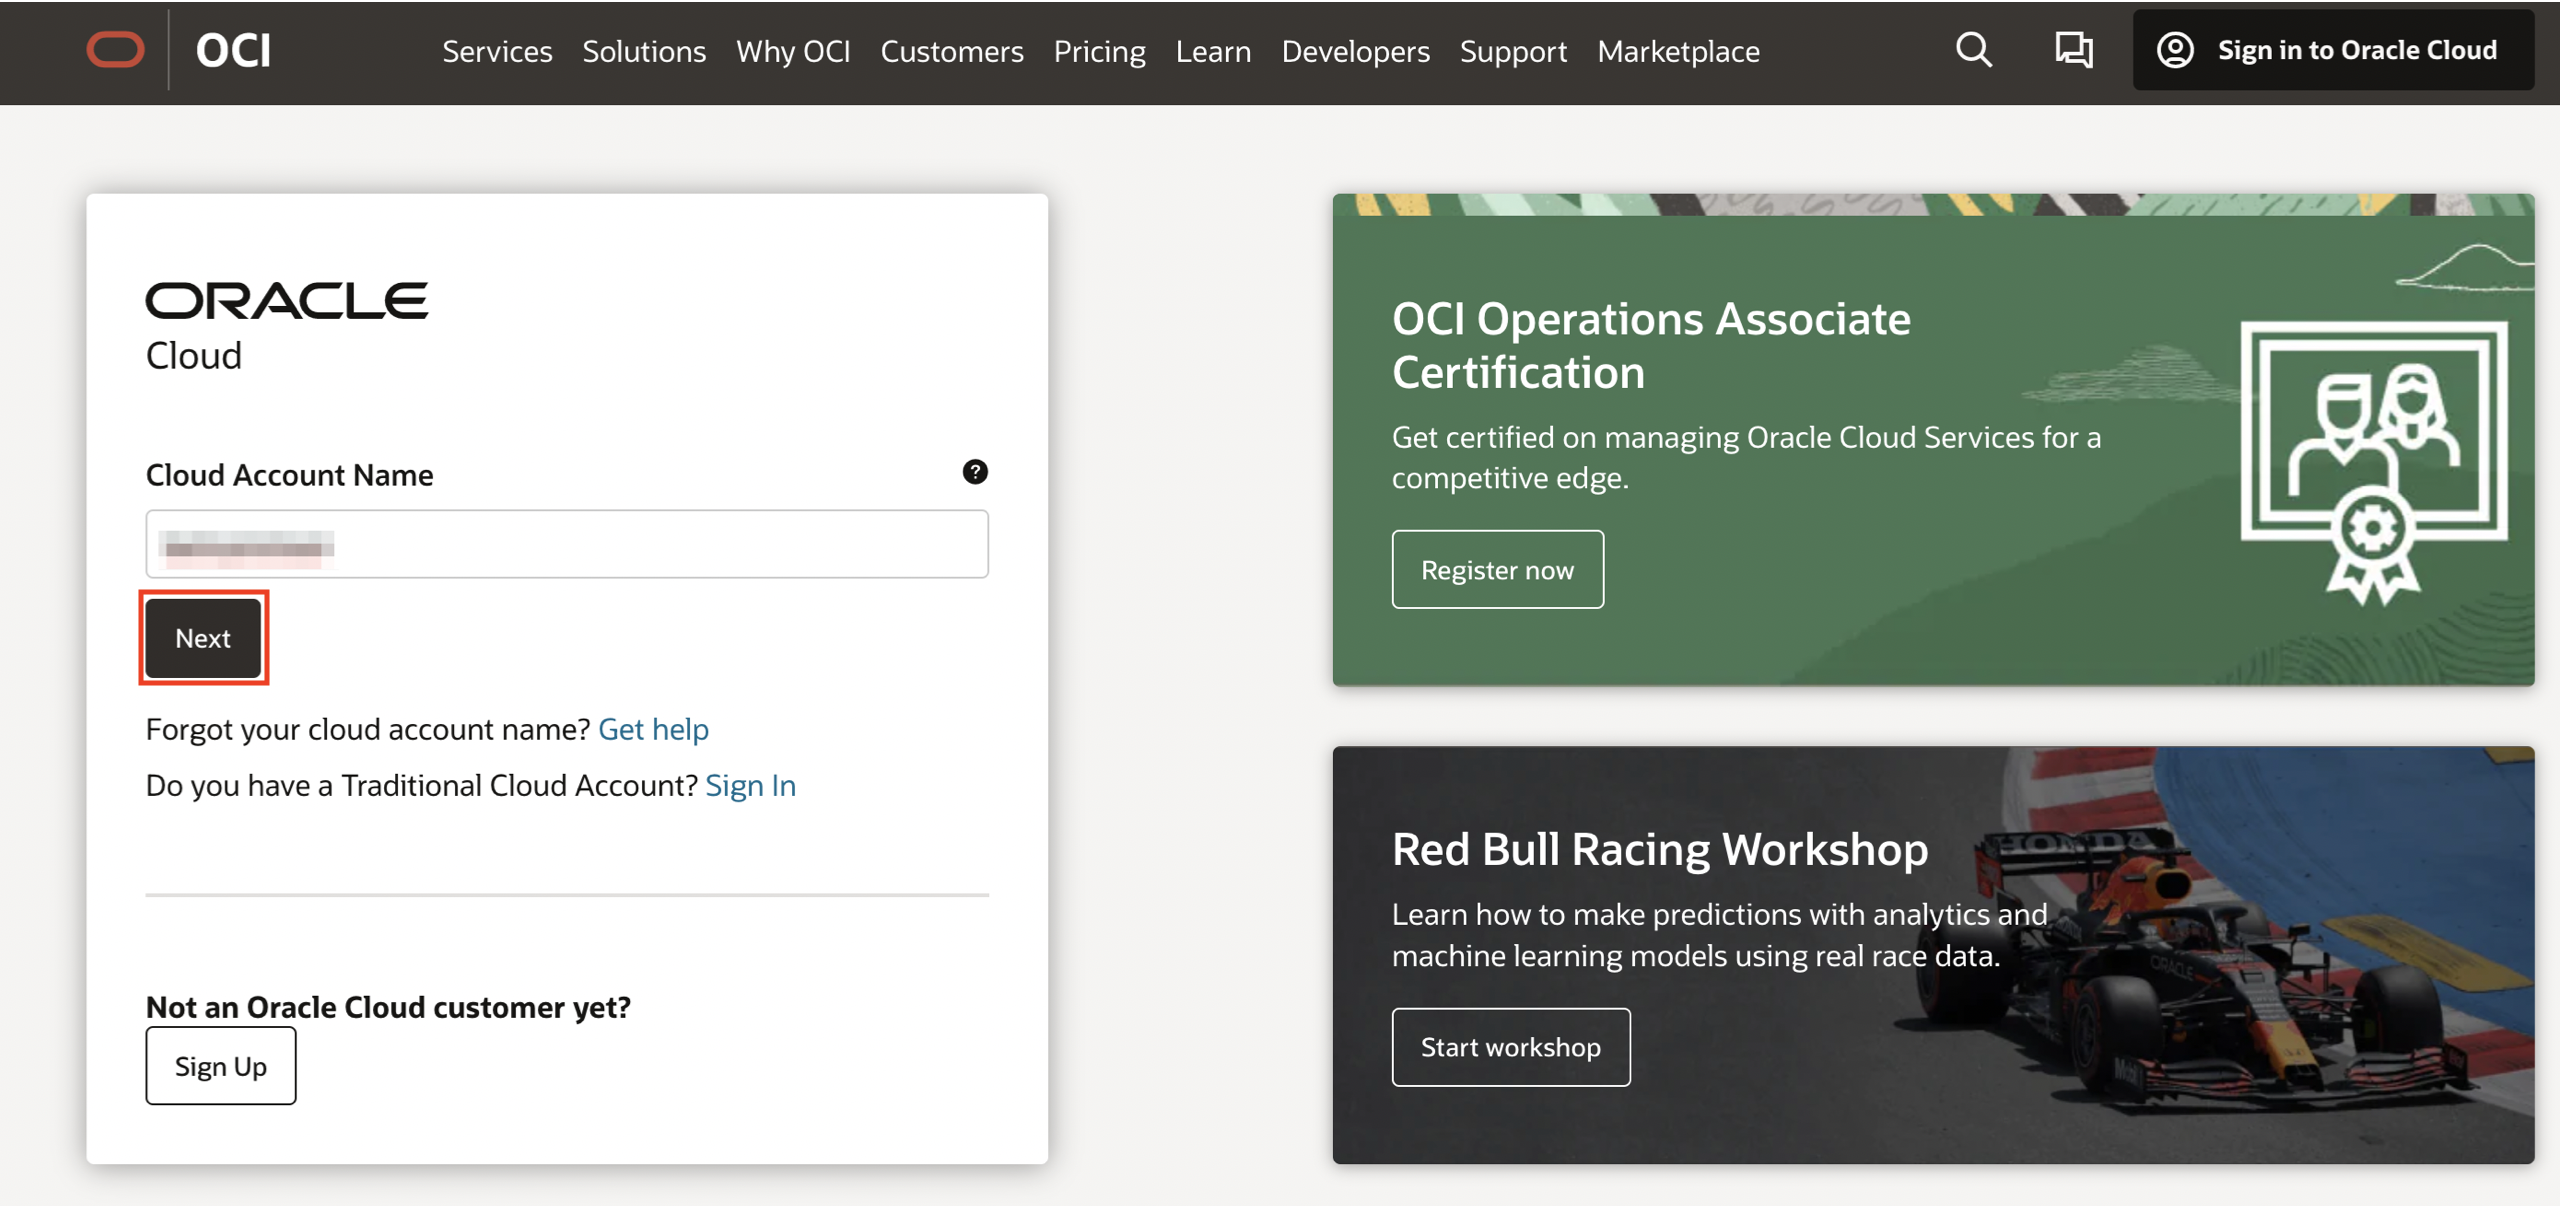 OCI
Services
Solutions
Why OCI
Customers
Pricing
Learn
Developers
Support
Marketplace
Sign in to Oracle Cloud
ORACLE
Cloud
Cloud Account Name
?
Next
Forgot your cloud account name? Get help
Do you have a Traditional Cloud Account? Sign In
Not an Oracle Cloud customer yet?
Sign Up
OCI Operations Associate
Certification
Get certified on managing Oracle Cloud Services for a
competitive edge.
Register now
Red Bull Racing Workshop
Learn how to make predictions with analytics and
machine learning models using real race data.
Start workshop
HONDA
ORACLE